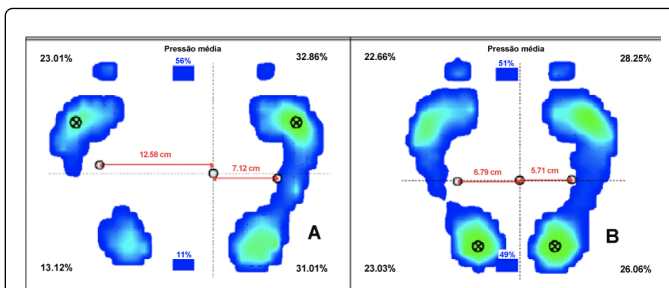 Pressão média
23.01%
56%
32.86%
12.58 cm
7.12 cm
A
13.12%
11%
31.01%
Pressão média
22.66%
51%
28.25%
6.79 cm
5.71 cm
B
23.03%
49%
26.06%